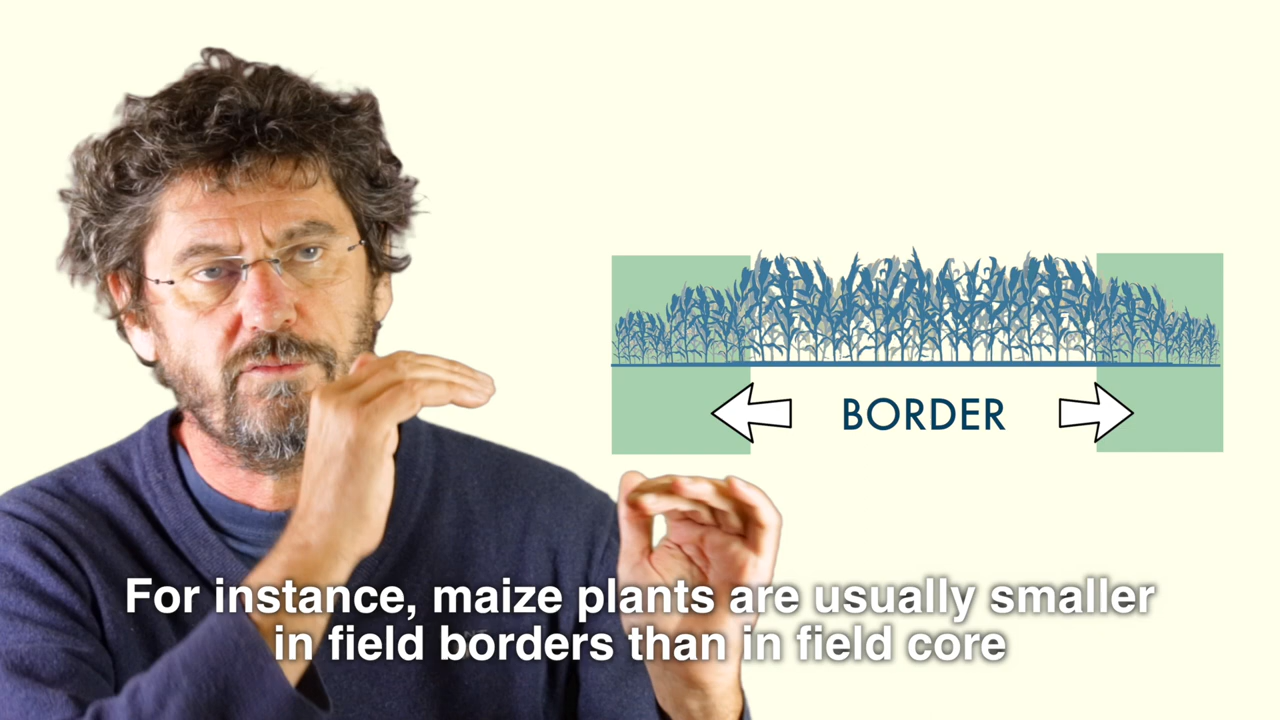 BORDER
For instance, maize plants are usually smaller
in field borders than in field core